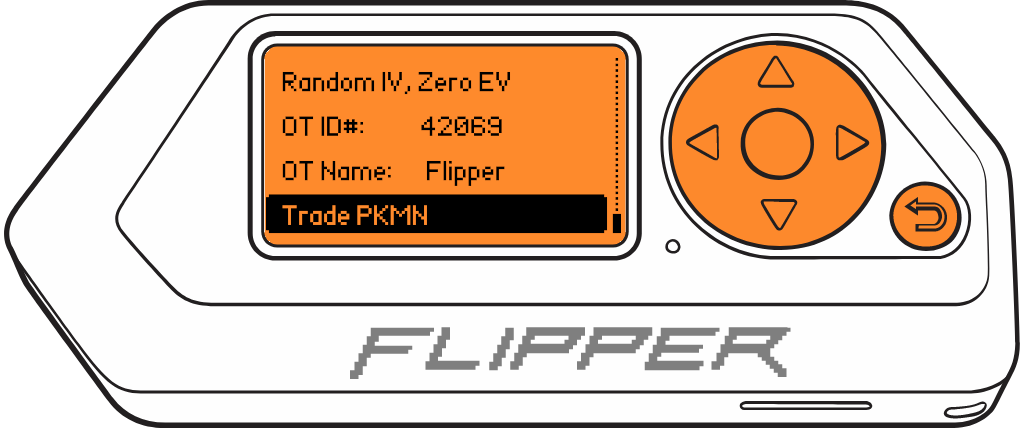 Random IV, Zero EV
OT ID#: 42069
OT Name: Flipper
Trade PKMN
FLIPPER